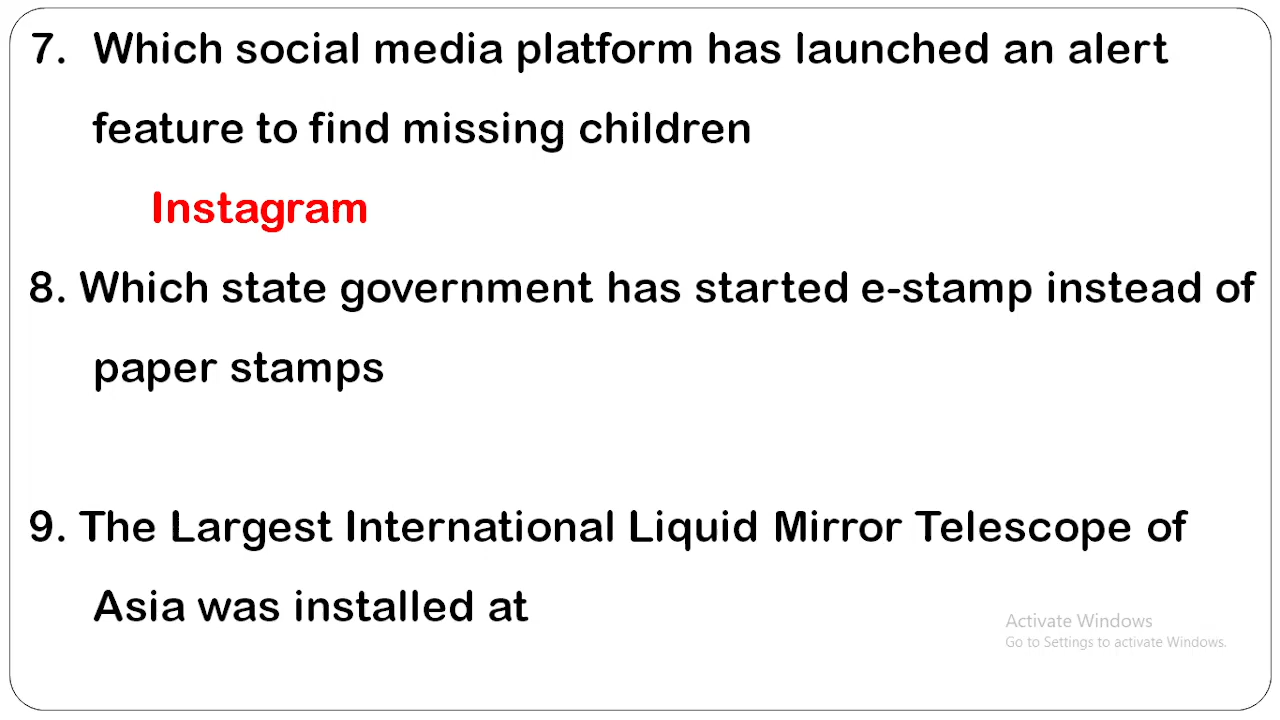 7. Which social media platform has launched an alert
feature to find missing children
Instagram
8. Which state government has started e-stamp instead of
paper stamps
9. The Largest International Liquid Mirror Telescope of
Asia was installed at
Activate Windows
Go to Settings to activate Windows.